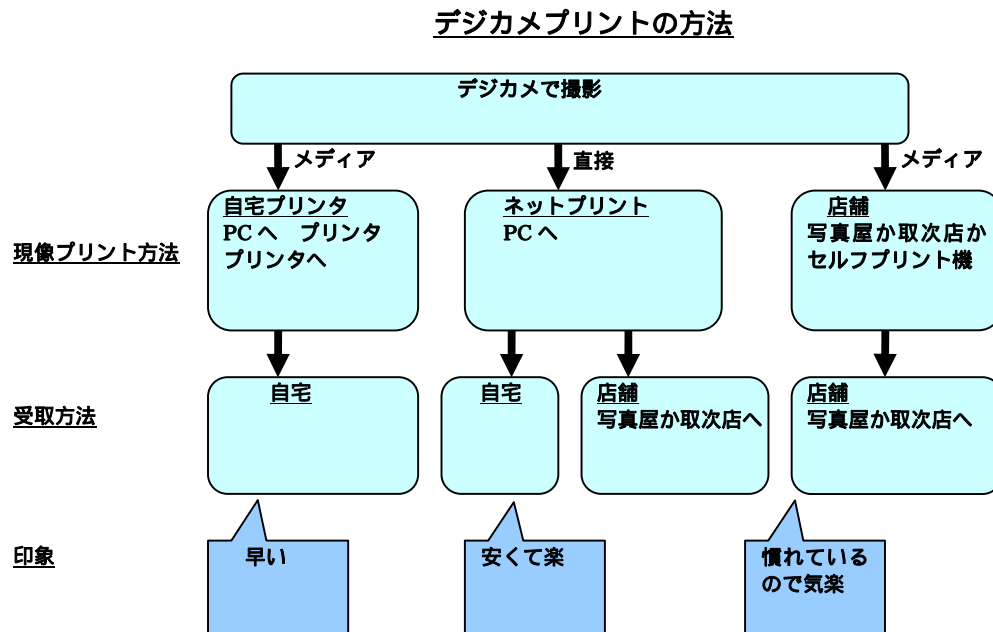 デジカメプリントの方法
デジカメで撮影
メディア
直接
メディア
現像プリント方法
自宅プリンタ
PCへ　プリンタ
プリンタへ
ネットプリント
PCへ
店舗
写真屋か取次店か
セルフプリント機
受取方法
自宅
自宅
店舗
写真屋か取次店へ
店舗
写真屋か取次店へ
印象
早い
安くて楽
慣れている
ので気楽